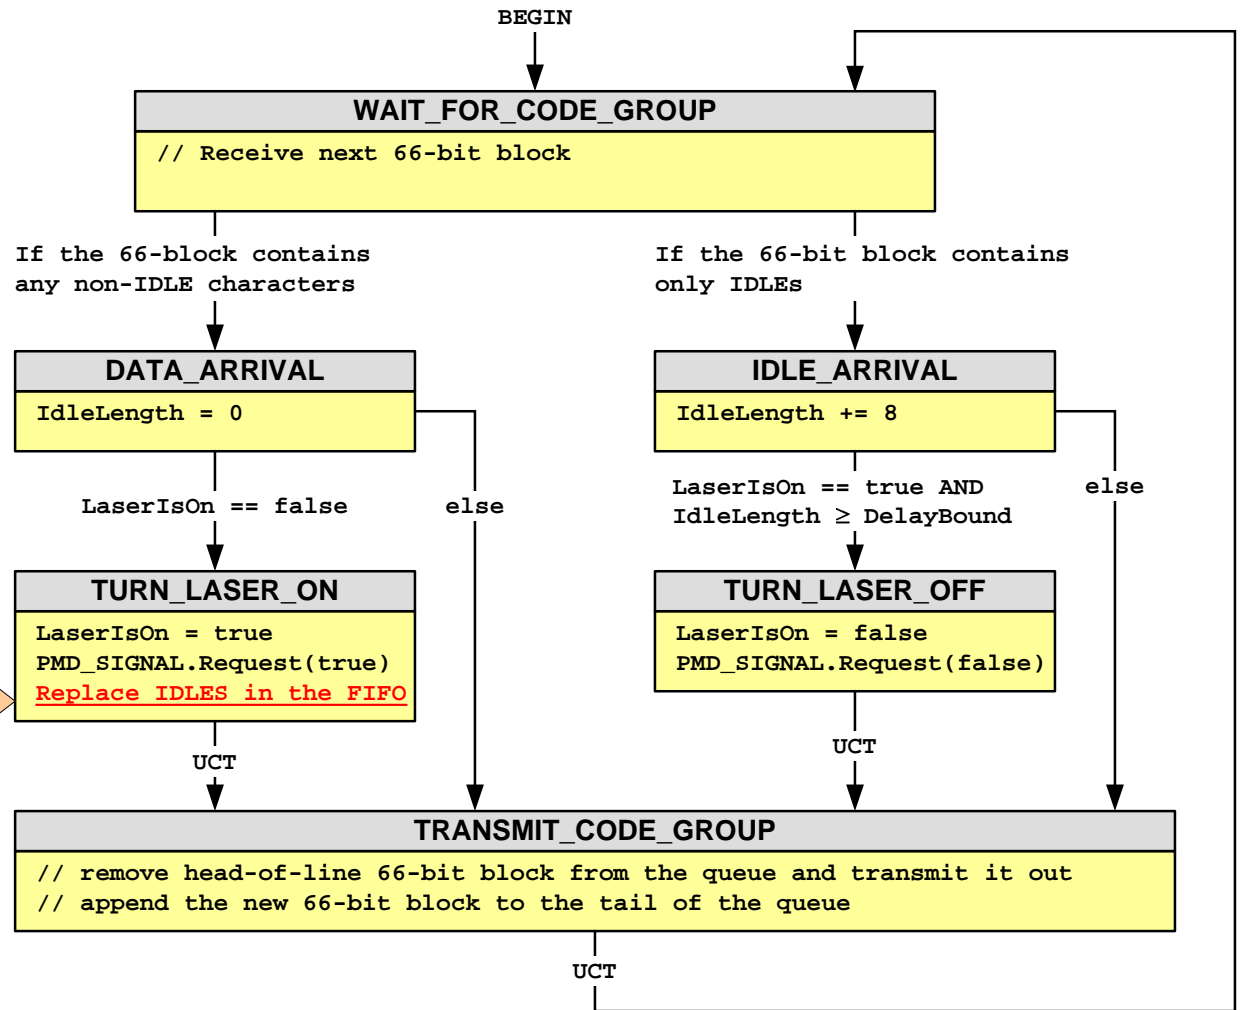 BEGIN
WAIT_FOR_CODE_GROUP
// Receive next 66-bit block
If the 66-block contains
any non-IDLE characters
If the 66-bit block contains
only IDLEs
DATA_ARRIVAL
IdleLength = 0
IDLE_ARRIVAL
IdleLength += 8
LaserIsOn == false
else
LaserIsOn == true AND
IdleLength ≥ DelayBound
else
TURN_LASER_ON
LaserIsOn = true
PMD_SIGNAL.Request(true)
Replace IDLES in the FIFO
TURN_LASER_OFF
LaserIsOn = false
PMD_SIGNAL.Request(false)
UCT
UCT
TRANSMIT_CODE_GROUP
// remove head-of-line 66-bit block from the queue and transmit it out
// append the new 66-bit block to the tail of the queue
UCT